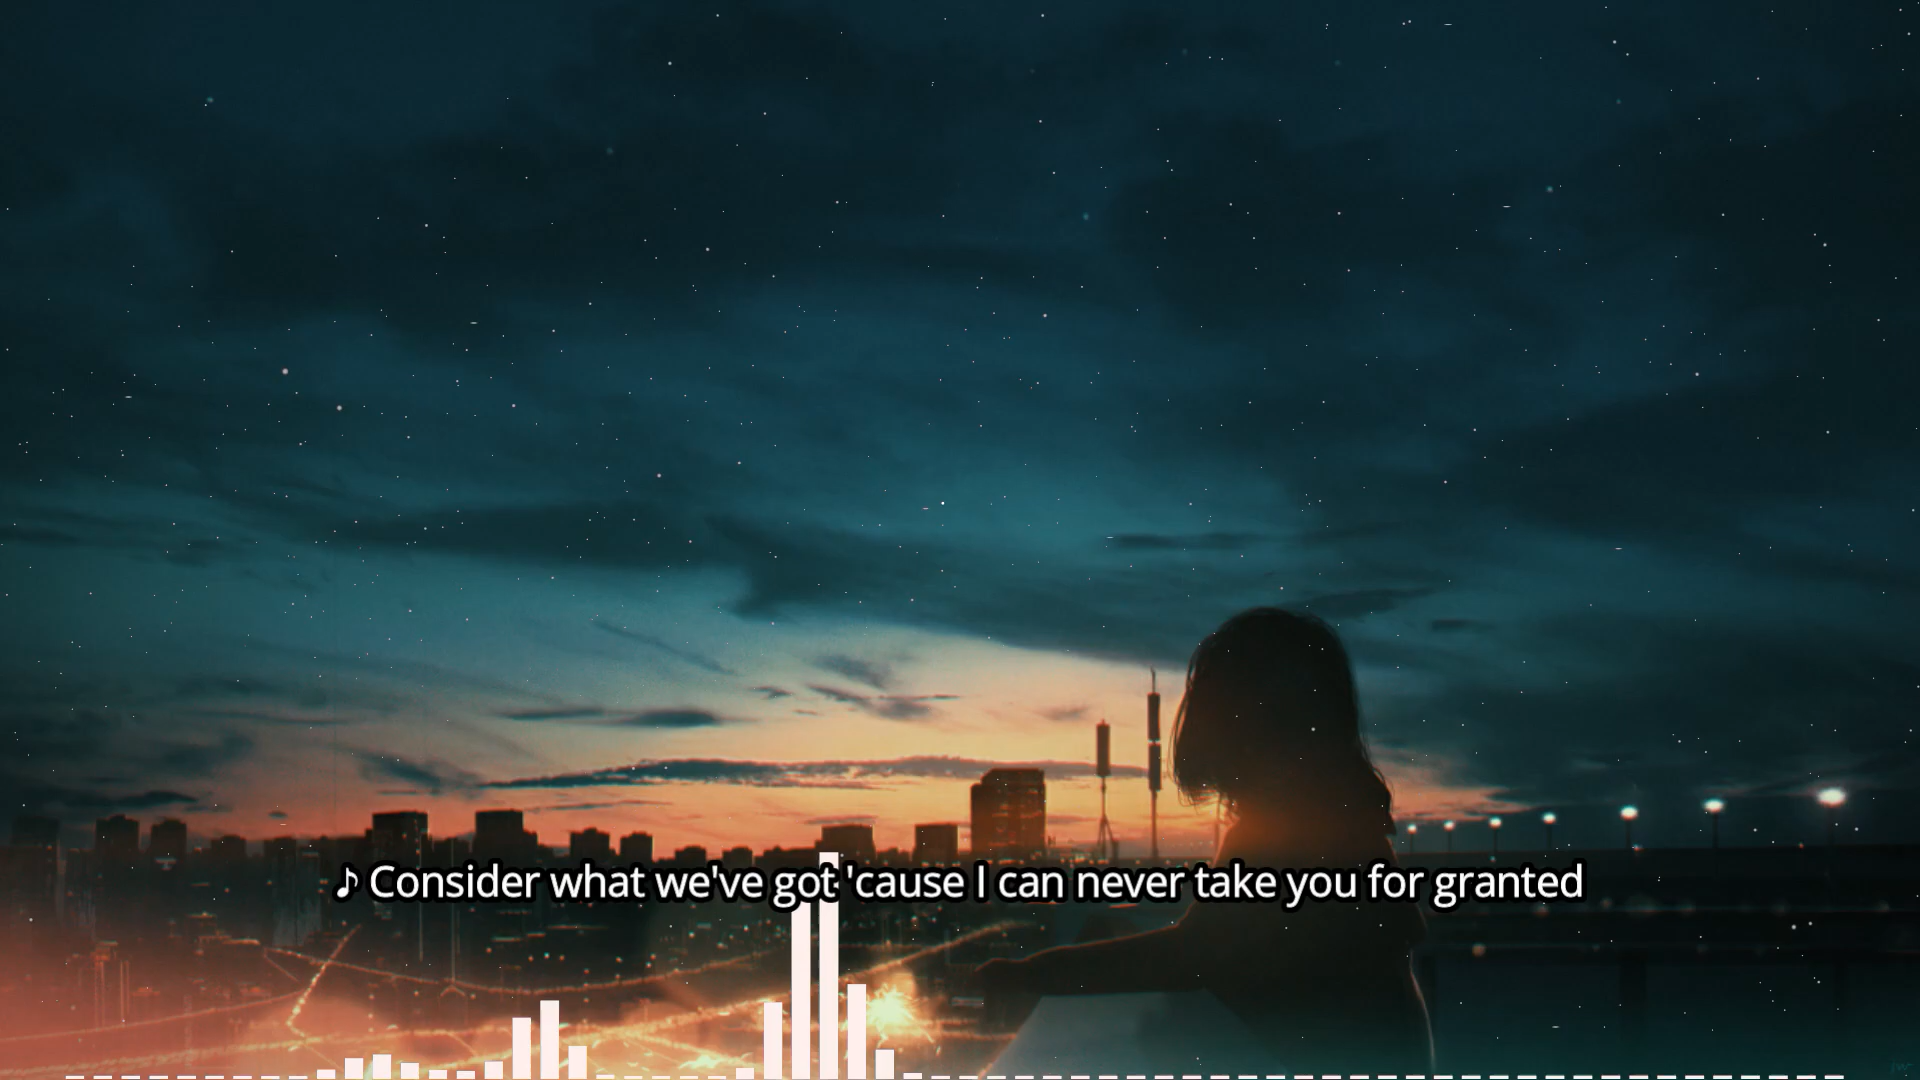 ♪ Consider what we've got 'cause I can never take you for granted